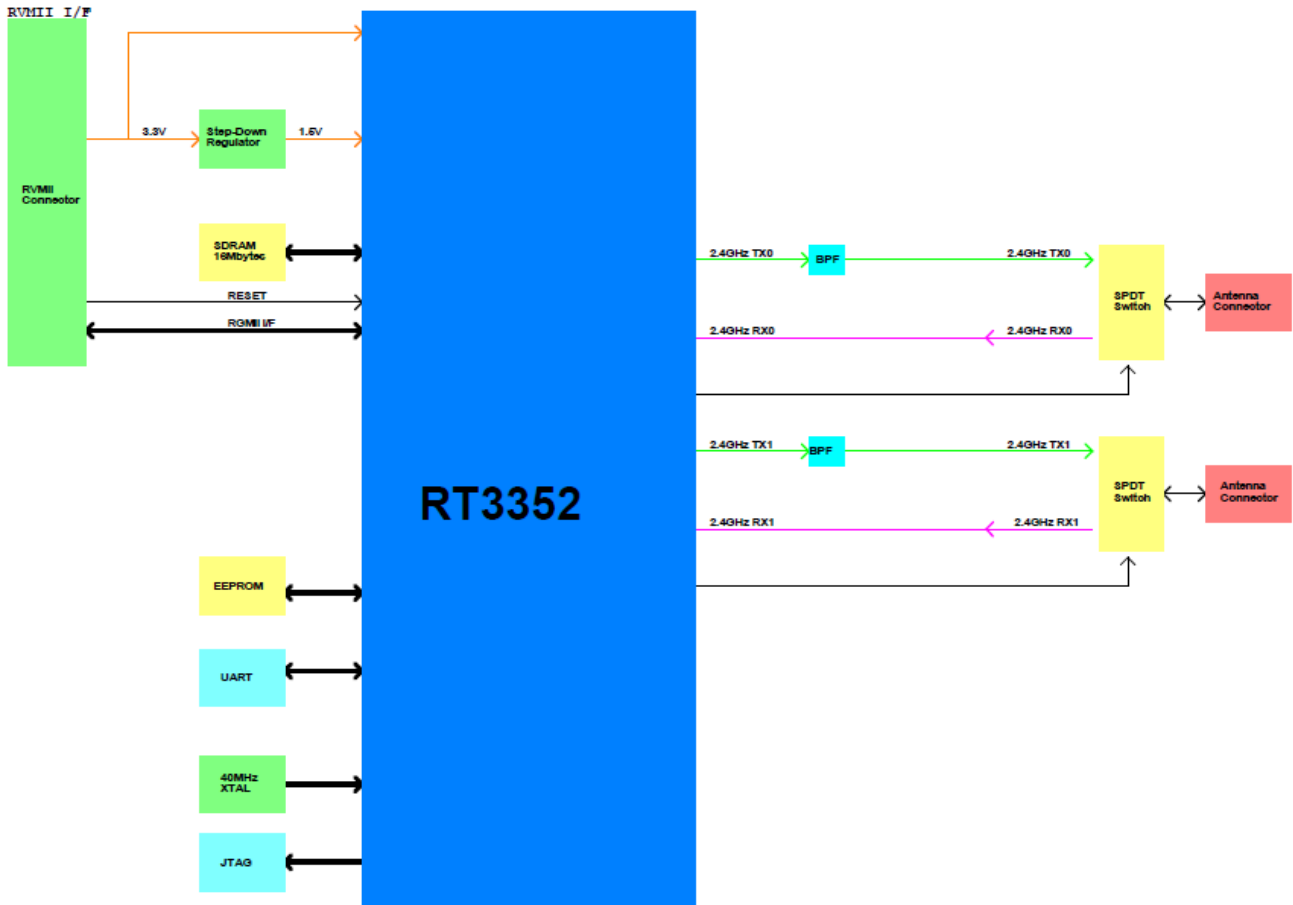 RVMII I/F
3.3V
Step-Down
Regulator
1.5V
RVMII
Connector
SDRAM
16Mbytes
RESET
RGMII I/F
2.4GHz TX0
BPF
2.4GHz TX0
SPDT
Switch
Antenna
Connector
2.4GHz RX0
2.4GHz RX0
2.4GHz TX1
BPF
2.4GHz TX1
SPDT
Switch
Antenna
Connector
RT3352
2.4GHz RX1
2.4GHz RX1
EEPROM
UART
40MHz
XTAL
JTAG